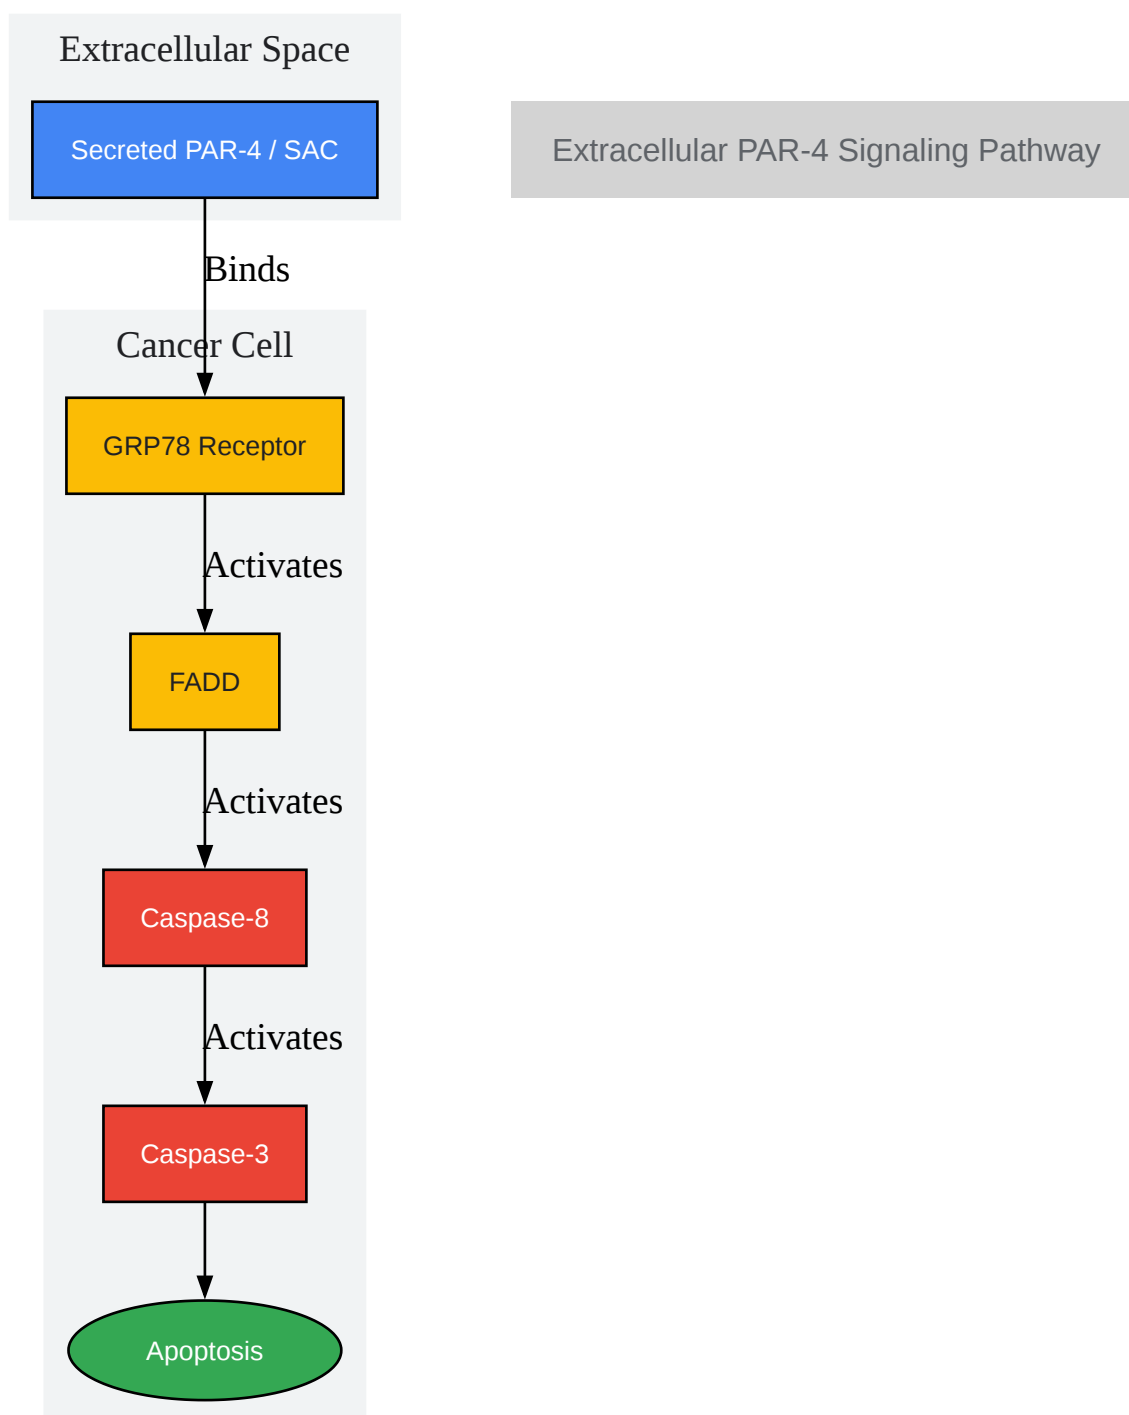 Extracellular Space
Secreted PAR-4 / SAC
Extracellular PAR-4 Signaling Pathway
Binds
Cancer Cell
GRP78 Receptor
Activates
FADD
Activates
Caspase-8
Activates
Caspase-3
Apoptosis